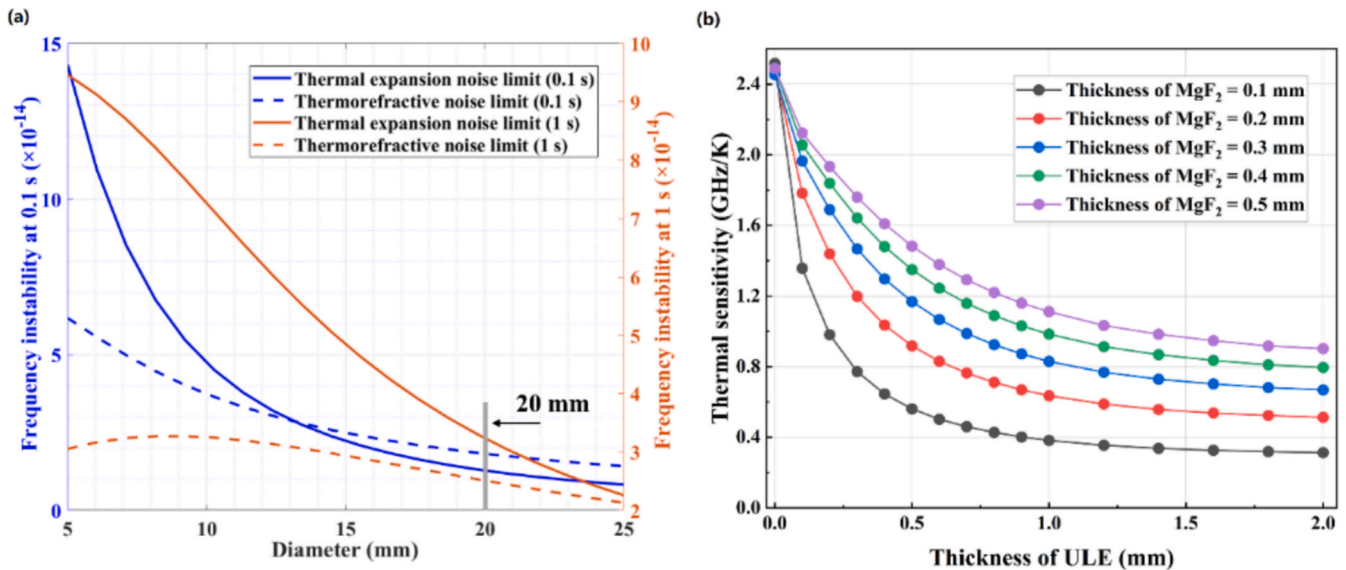 (a)
15
10
5
0
Frequency instability at 0.1 s (×10⁻¹⁴)
Thermal expansion noise limit (0.1 s)
Thermorefractive noise limit (0.1 s)
Thermal expansion noise limit (1 s)
Thermorefractive noise limit (1 s)
20 mm
10
9
8
7
6
5
4
3
2
Frequency instability at 1 s (×10⁻¹⁴)
5 10 15 20 25
Diameter (mm)
(b)
2.4
2.0
1.6
1.2
0.8
0.4
0.0
Thermal sensitivity (GHz/K)
Thickness of MgF₂ = 0.1 mm
Thickness of MgF₂ = 0.2 mm
Thickness of MgF₂ = 0.3 mm
Thickness of MgF₂ = 0.4 mm
Thickness of MgF₂ = 0.5 mm
0.0 0.5 1.0 1.5 2.0
Thickness of ULE (mm)